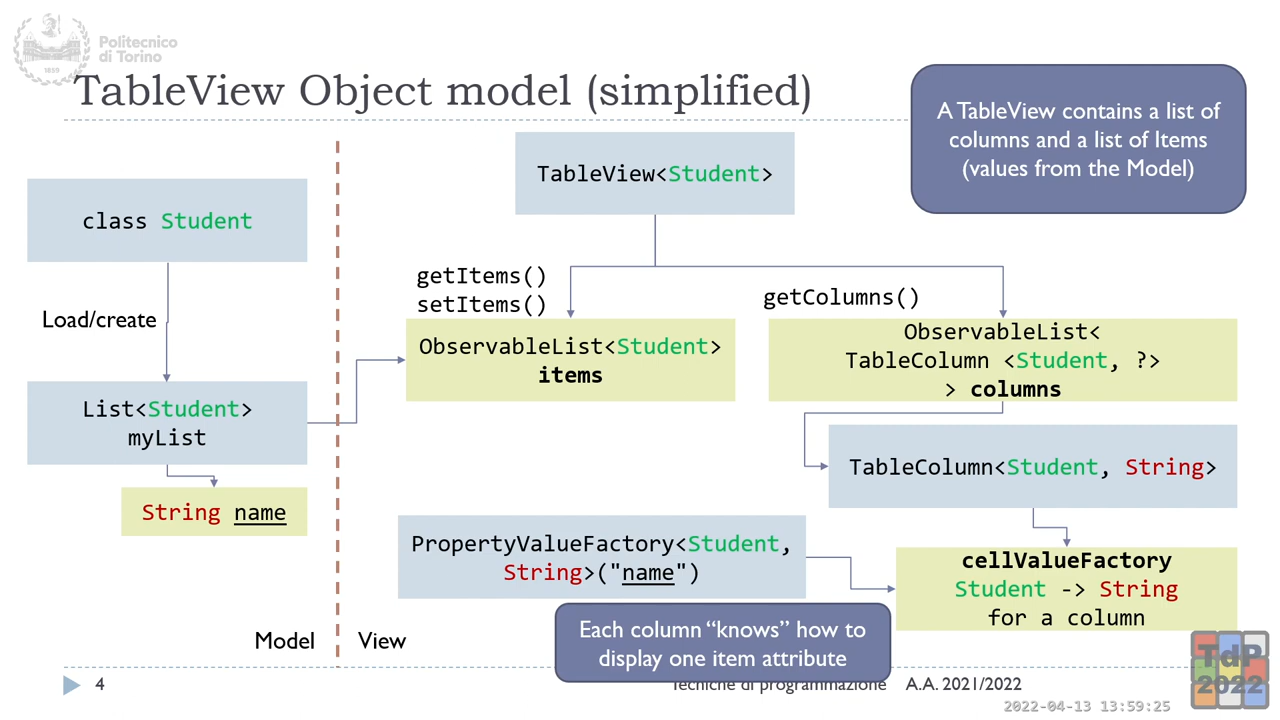 Politecnico
di Torino
1859
TableView Object model (simplified)
A TableView contains a list of
columns and a list of Items
(values from the Model)
TableView<Student>
class Student
getItems()
setItems()
getColumns()
Load/create
ObservableList<Student>
items
ObservableList<
TableColumn <Student, ?>
> columns
List<Student>
myList
TableColumn<Student, String>
String name
PropertyValueFactory<Student,
String>("name")
cellValueFactory
Student -> String
for a column
Each column “knows” how to
display one item attribute
Model
View
4
Tecniche di programmazione
A.A. 2021/2022
TdP
2022
2022-04-13 13:59:25